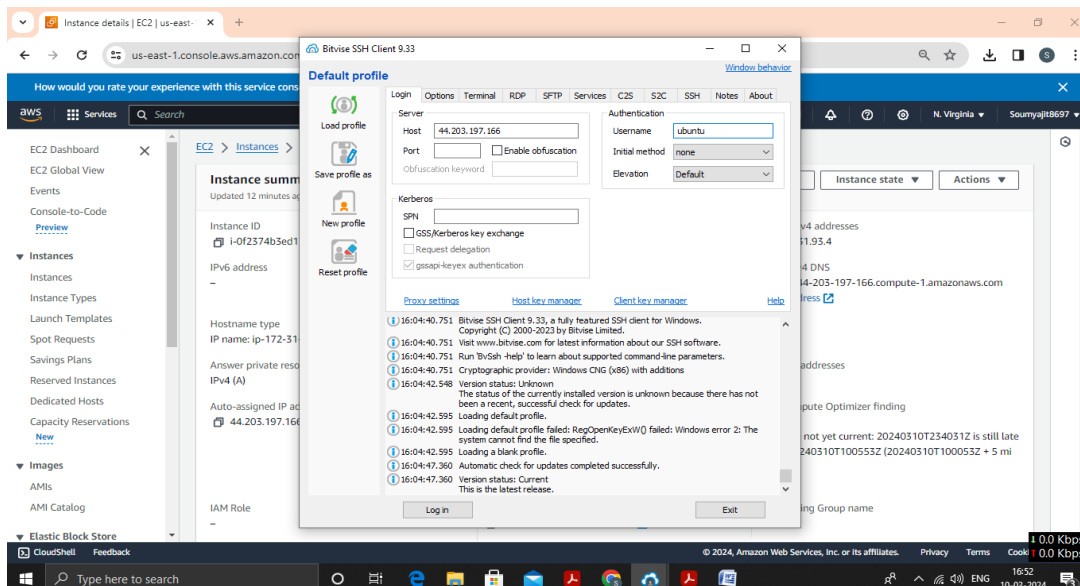 Instance details | EC2 | us-east-
us-east-1.console.aws.amazon.com
How would you rate your experience with this service cons
aws
Services
Search
N. Virginia
Soumyajit8697
EC2 Dashboard
EC2 Global View
Events
Console-to-Code
Preview
Instances
Instances
Instance Types
Launch Templates
Spot Requests
Savings Plans
Reserved Instances
Dedicated Hosts
Capacity Reservations
New
Images
AMIs
AMI Catalog
Elastic Block Store
EC2 > Instances >
Instance summ
Updated 12 minutes ag
Instance ID
i-0f2374b3ed1
IPv6 address
–
Hostname type
IP name: ip-172-31
Answer private reso
IPv4 (A)
Auto-assigned IP ad
44.203.197.166
IAM Role
–
Bitvise SSH Client 9.33
Default profile
Window behavior
Load profile
Save profile as
New profile
Reset profile
Login Options Terminal RDP SFTP Services C2S S2C SSH Notes About
Server
Host 44.203.197.166
Port
Enable obfuscation
Obfuscation keyword
Kerberos
SPN
GSS/Kerberos key exchange
Request delegation
gssapi-keyex authentication
Authentication
Username ubuntu
Initial method none
Elevation Default
Proxy settings Host key manager Client key manager Help
16:04:40.751 Bitvise SSH Client 9.33, a fully featured SSH client for Windows.
Copyright (C) 2000-2023 by Bitvise Limited.
16:04:40.751 Visit www.bitvise.com for latest information about our SSH software.
16:04:40.751 Run 'BvSsh -help' to learn about supported command-line parameters.
16:04:40.751 Cryptographic provider: Windows CNG (x86) with additions
16:04:42.548 Version status: Unknown
The status of the currently installed version is unknown because there has not
been a recent, successful check for updates.
16:04:42.595 Loading default profile.
16:04:42.595 Loading default profile failed: RegOpenKeyExW() failed: Windows error 2: The
system cannot find the file specified.
16:04:42.595 Loading a blank profile.
16:04:47.360 Automatic check for updates completed successfully.
16:04:47.360 Version status: Current
This is the latest release.
Log in
Exit
Instance state
Actions
v4 addresses
31.93.4
4 DNS
44-203-197-166.compute-1.amazonaws.com
ress
addresses
pute Optimizer finding
not yet current: 20240310T234031Z is still late
240310T100553Z (20240310T100553Z + 5 mi
ing Group name
CloudShell Feedback
© 2024, Amazon Web Services, Inc. or its affiliates. Privacy Terms Cook
0.0 Kbps
0.0 Kbps
Type here to search
ENG
16:52
10-03-2024